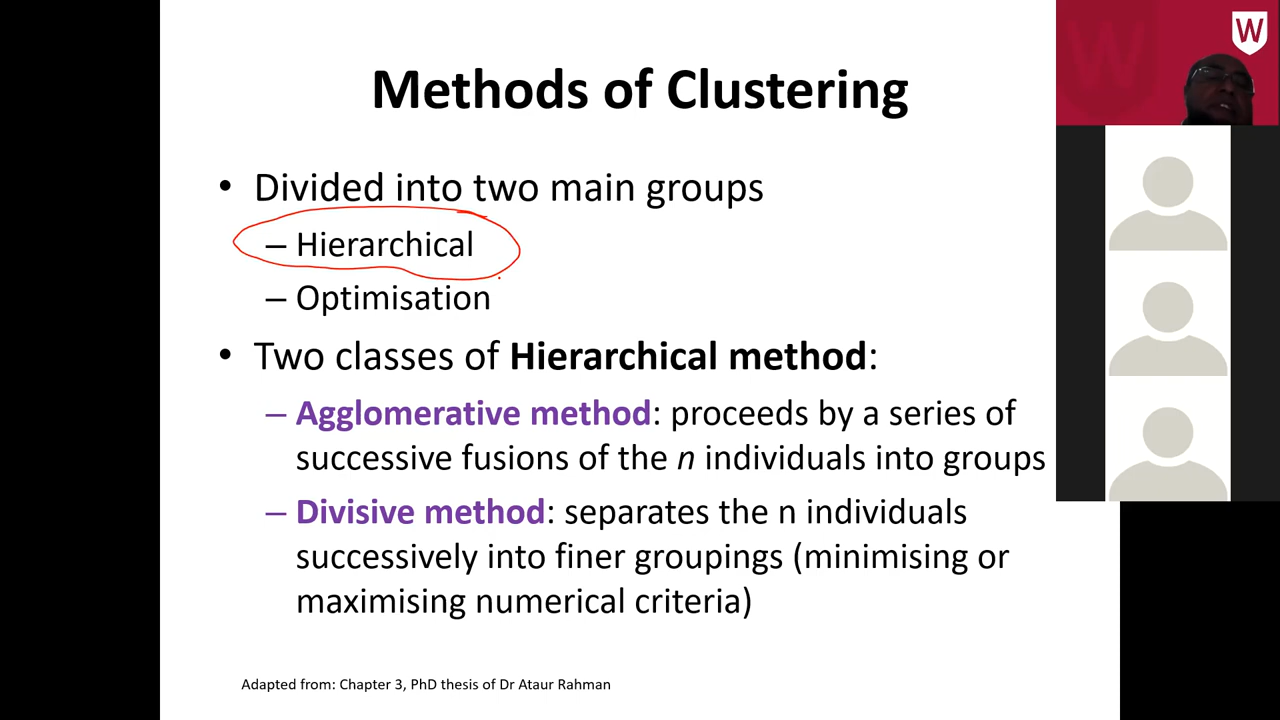 Methods of Clustering
• Divided into two main groups
– Hierarchical
– Optimisation
• Two classes of Hierarchical method:
– Agglomerative method: proceeds by a series of
successive fusions of the n individuals into groups
– Divisive method: separates the n individuals
successively into finer groupings (minimising or
maximising numerical criteria)
Adapted from: Chapter 3, PhD thesis of Dr Ataur Rahman
W
W